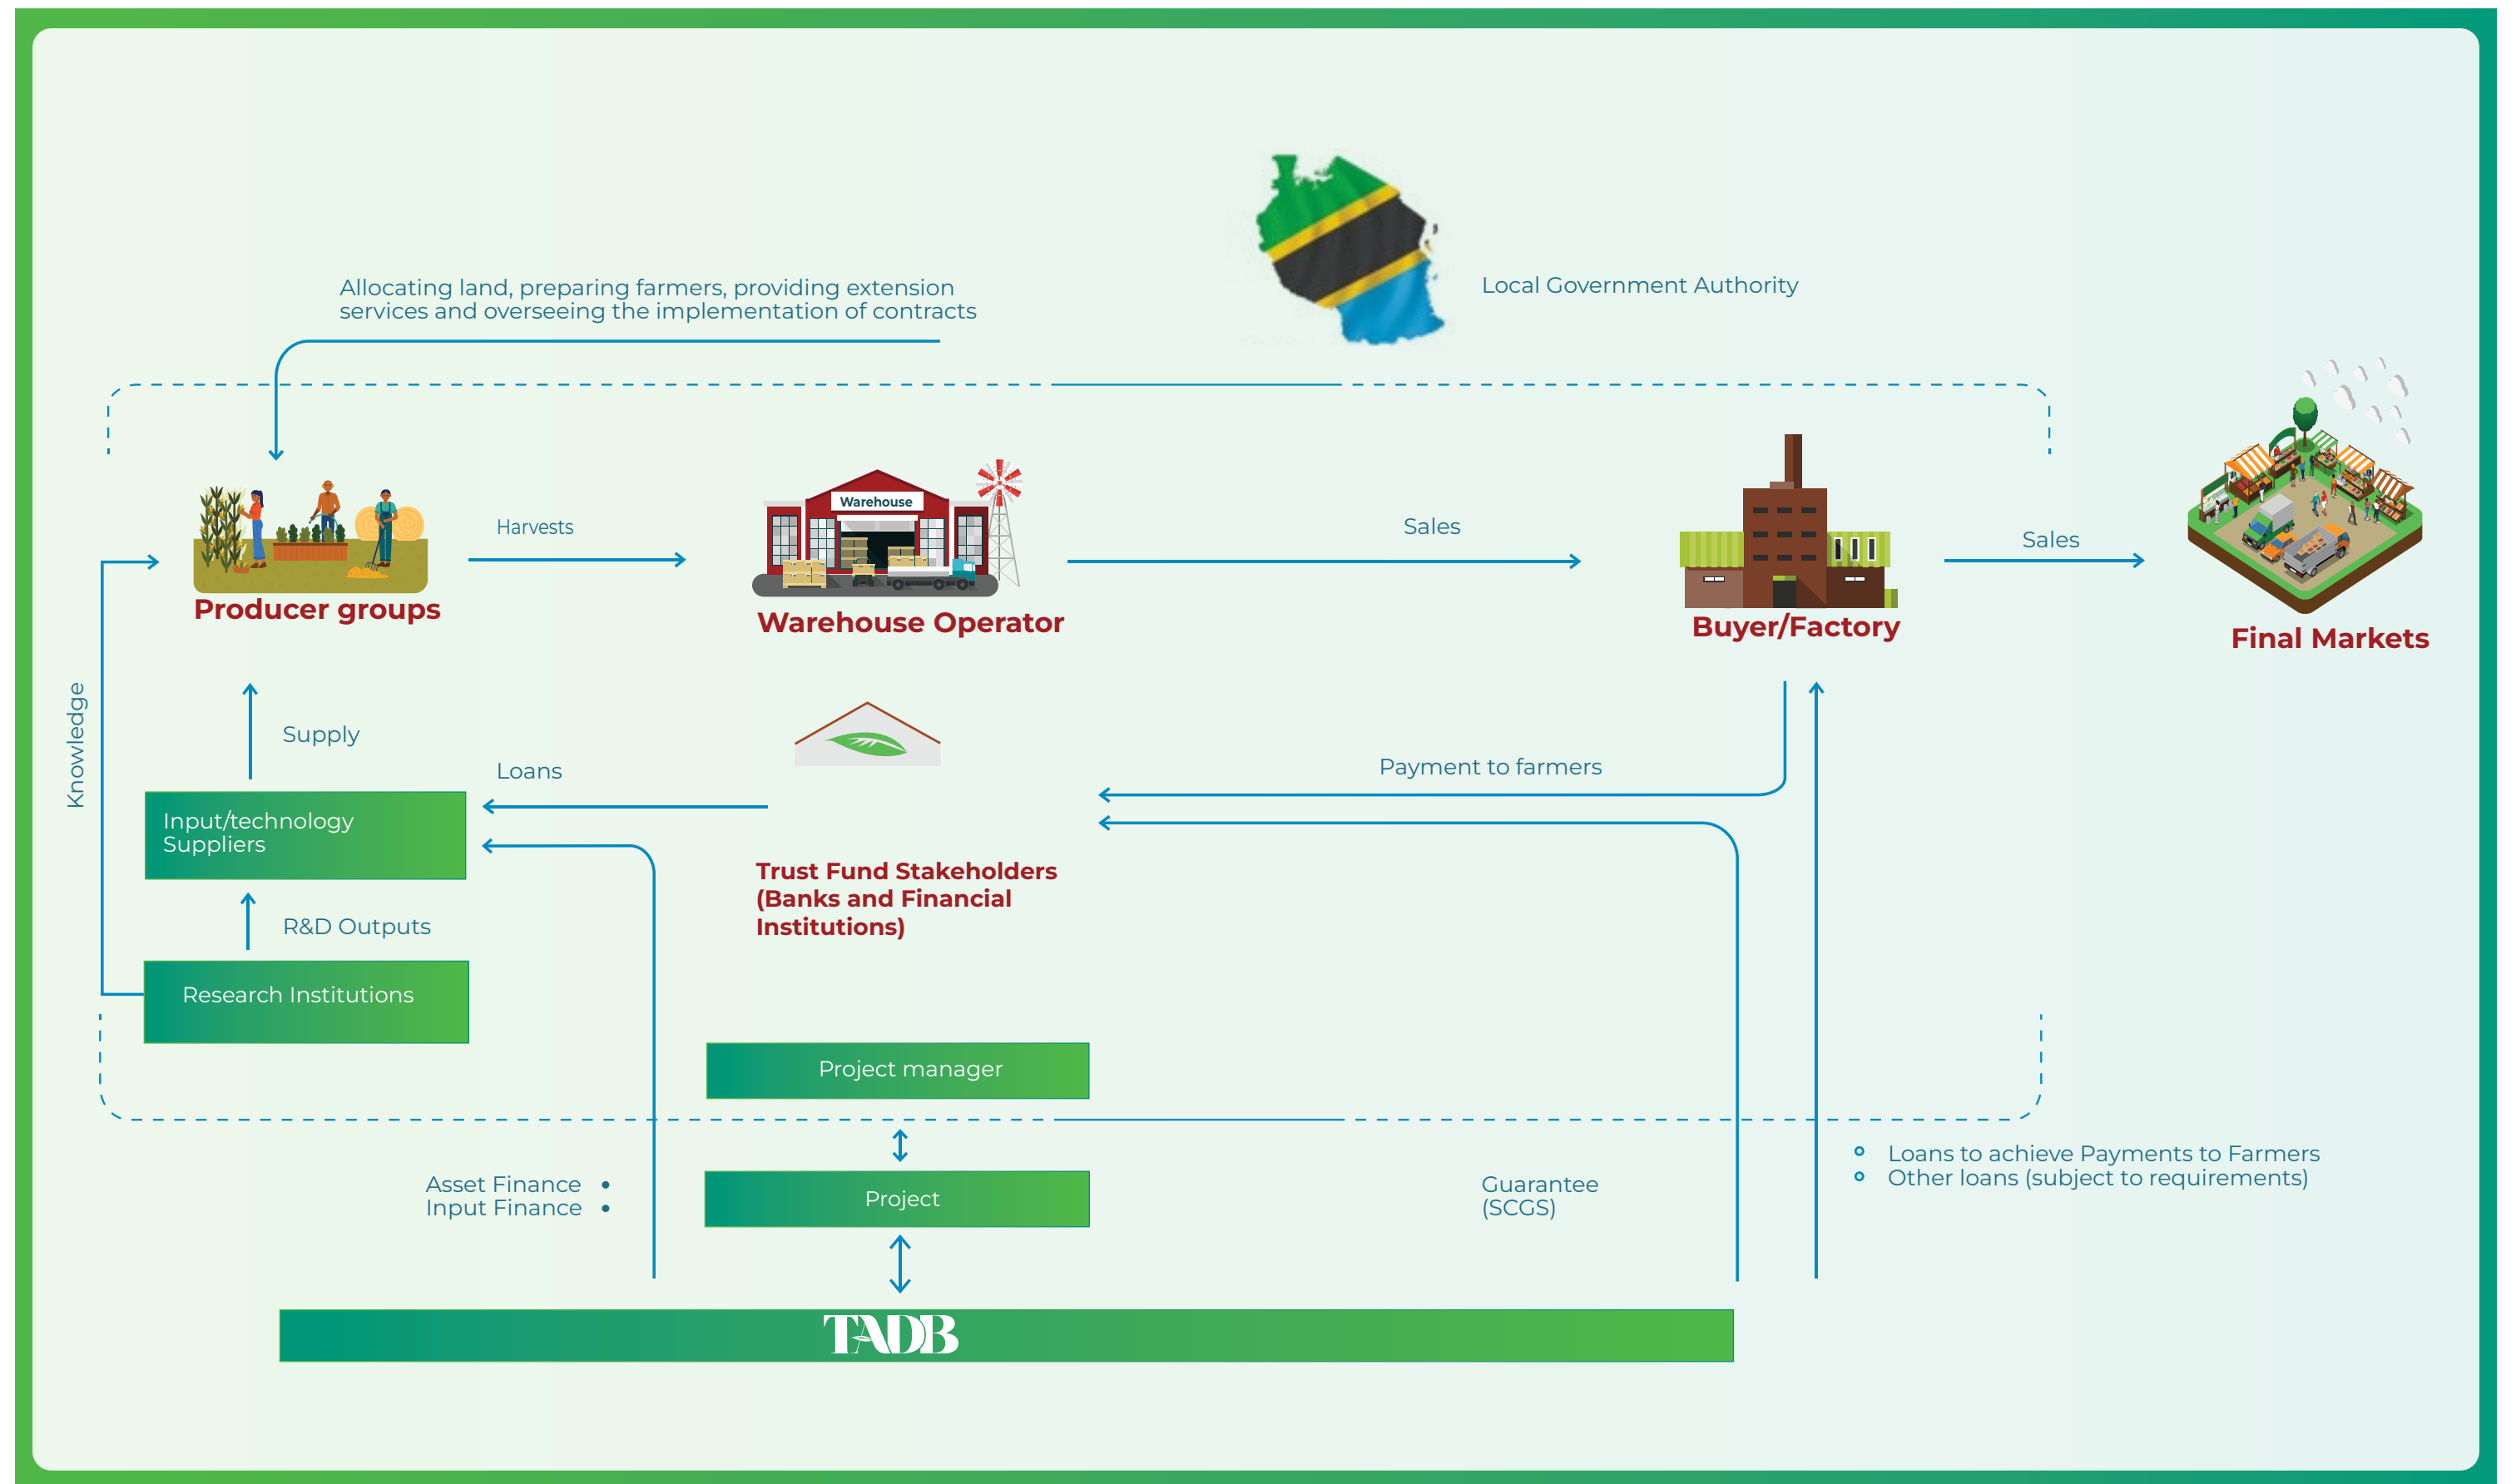 Allocating land, preparing farmers, providing extension
services and overseeing the implementation of contracts
Local Government Authority
Harvests
Warehouse
Sales
Sales
Producer groups
Warehouse Operator
Buyer/Factory
Final Markets
Knowledge
Supply
Loans
Payment to farmers
Input/technology
Suppliers
Trust Fund Stakeholders
(Banks and Financial
Institutions)
R&D Outputs
Research Institutions
Project manager
Asset Finance •
Input Finance •
Project
Guarantee
(SCGS)
Loans to achieve Payments to Farmers
Other loans (subject to requirements)
TADB